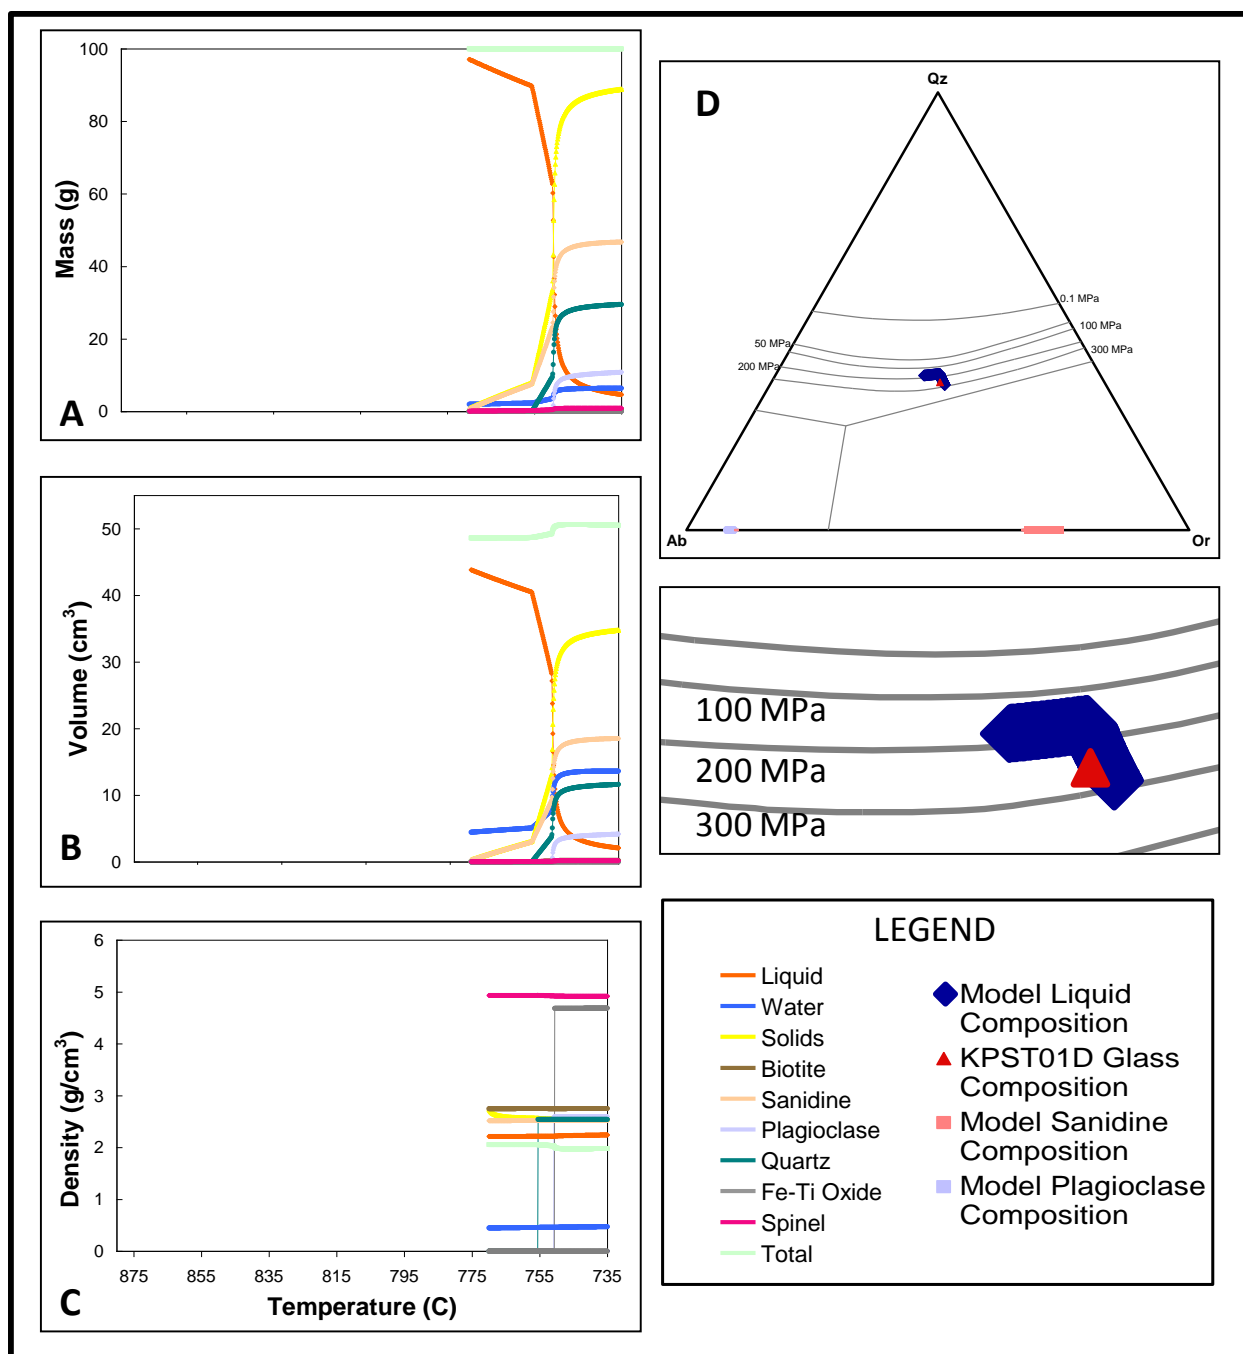 100
80
60
40
20
0
Mass (g)
A
50
40
30
20
10
0
Volume (cm³)
B
6
5
4
3
2
1
0
Density (g/cm³)
875 855 835 815 795 775 755 735
Temperature (C)
C
D
Qz
0.1 MPa
100 MPa
50 MPa
300 MPa
200 MPa
Ab
Or
100 MPa
200 MPa
300 MPa
LEGEND
Liquid
Water
Solids
Biotite
Sanidine
Plagioclase
Quartz
Fe-Ti Oxide
Spinel
Total
Model Liquid
Composition
KPST01D Glass
Composition
Model Sanidine
Composition
Model Plagioclase
Composition